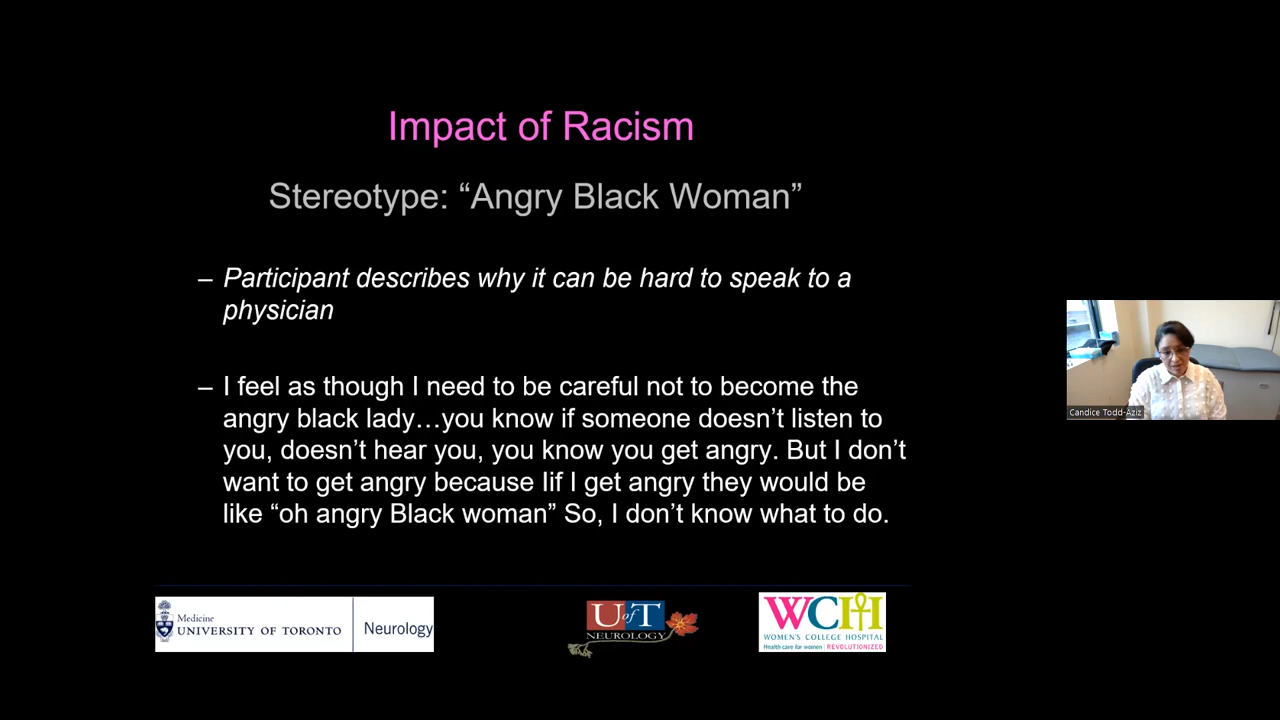 Impact of Racism
Stereotype: “Angry Black Woman”
– Participant describes why it can be hard to speak to a
physician
– I feel as though I need to be careful not to become the
angry black lady…you know if someone doesn’t listen to
you, doesn’t hear you, you know you get angry. But I don’t
want to get angry because Iif I get angry they would be
like “oh angry Black woman” So, I don’t know what to do.
Candice Todd-Aziz
Medicine
UNIVERSITY OF TORONTO
Neurology
UofT
NEUROLOGY
WCH
WOMEN'S COLLEGE HOSPITAL
Health care for women | REVOLUTIONIZED